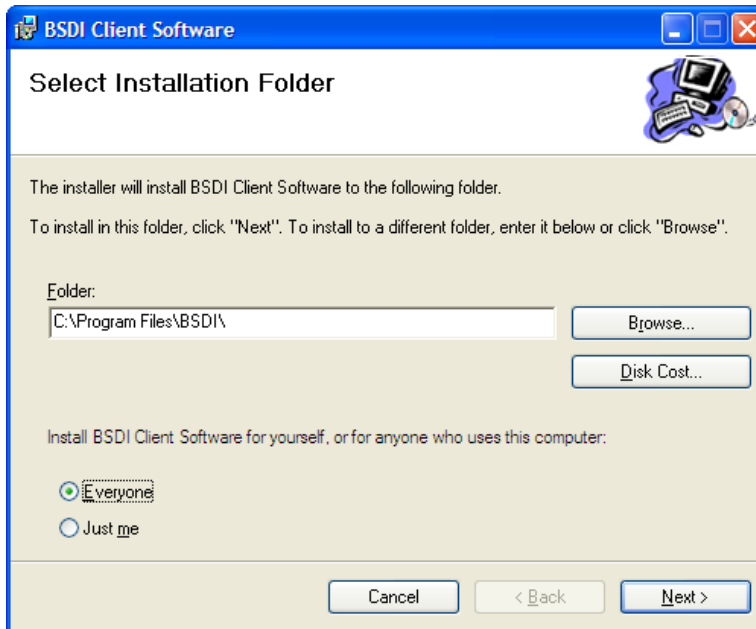 BSDI Client Software
Select Installation Folder
The installer will install BSDI Client Software to the following folder.
To install in this folder, click "Next". To install to a different folder, enter it below or click "Browse".
Folder:
C:\Program Files\BSDI\
Browse...
Disk Cost...
Install BSDI Client Software for yourself, or for anyone who uses this computer:
Everyone
Just me
Cancel
< Back
Next >